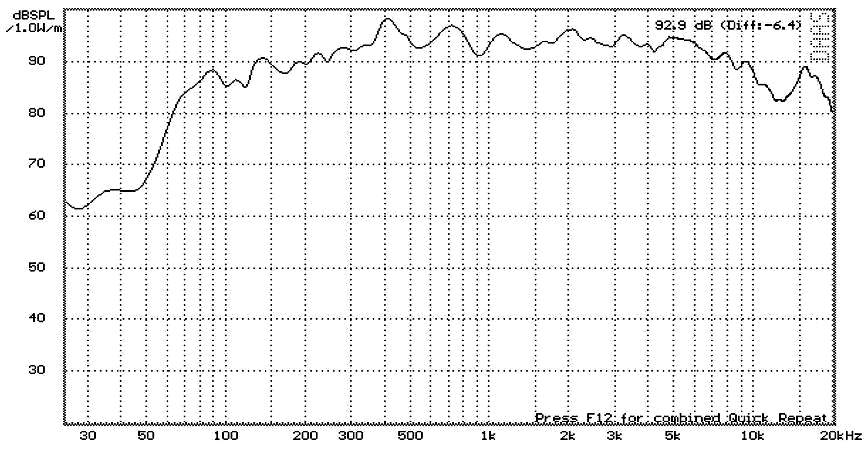 dBSPL
/1.0W/m
92.9 dB (Diff:-6.4)
DAAS
90
80
70
60
50
40
30
Press F12 for combined Quick Repeat
30 50 100 200 300 500 1k 2k 3k 5k 10k 20kHz